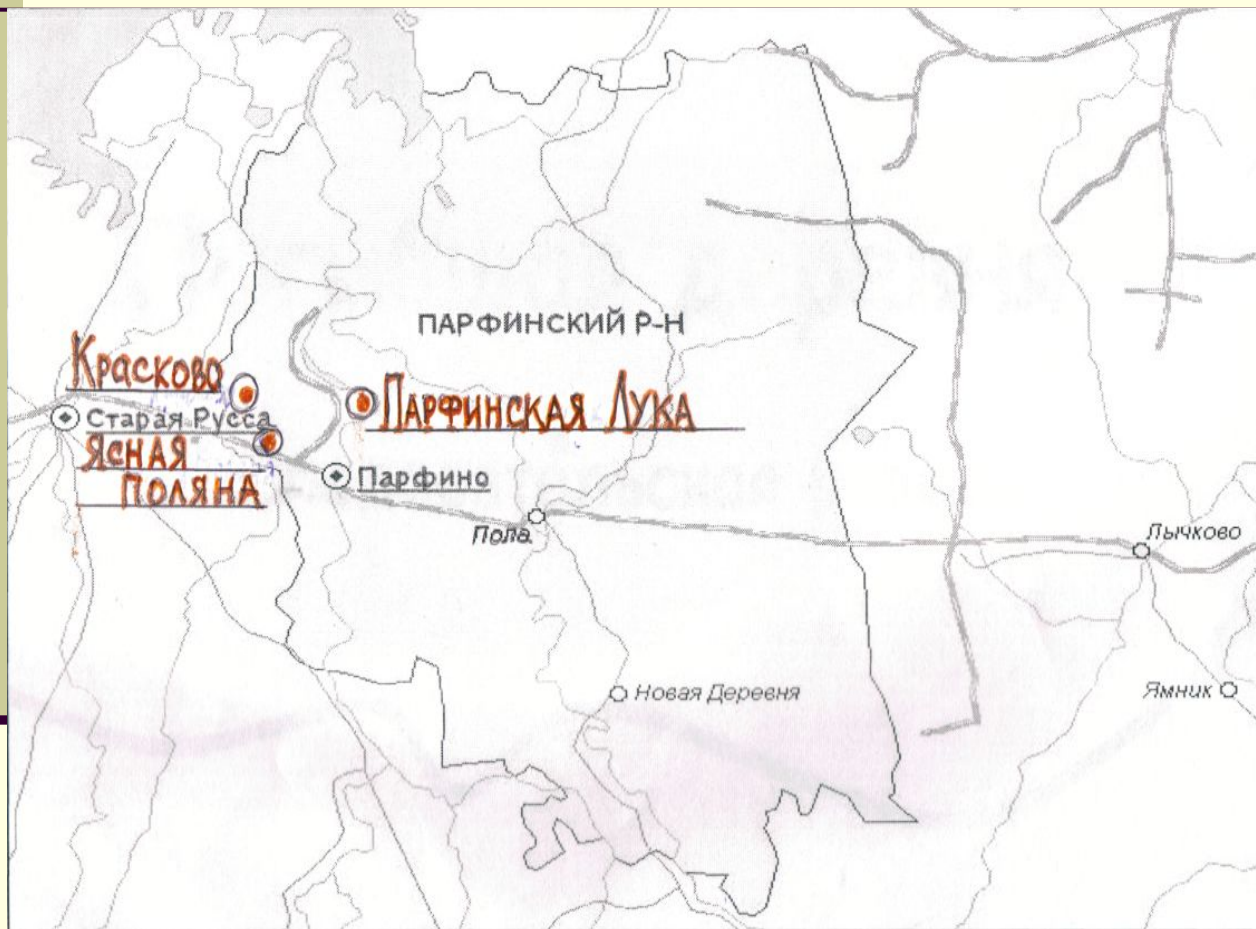 ПАРФИНСКИЙ Р-Н
Красково
ПАРФИНСКАЯ ЛУКА
Старая Русса
ЯСНАЯ
ПОЛЯНА
Парфино
Пола
Лычково
Новая Деревня
Ямник